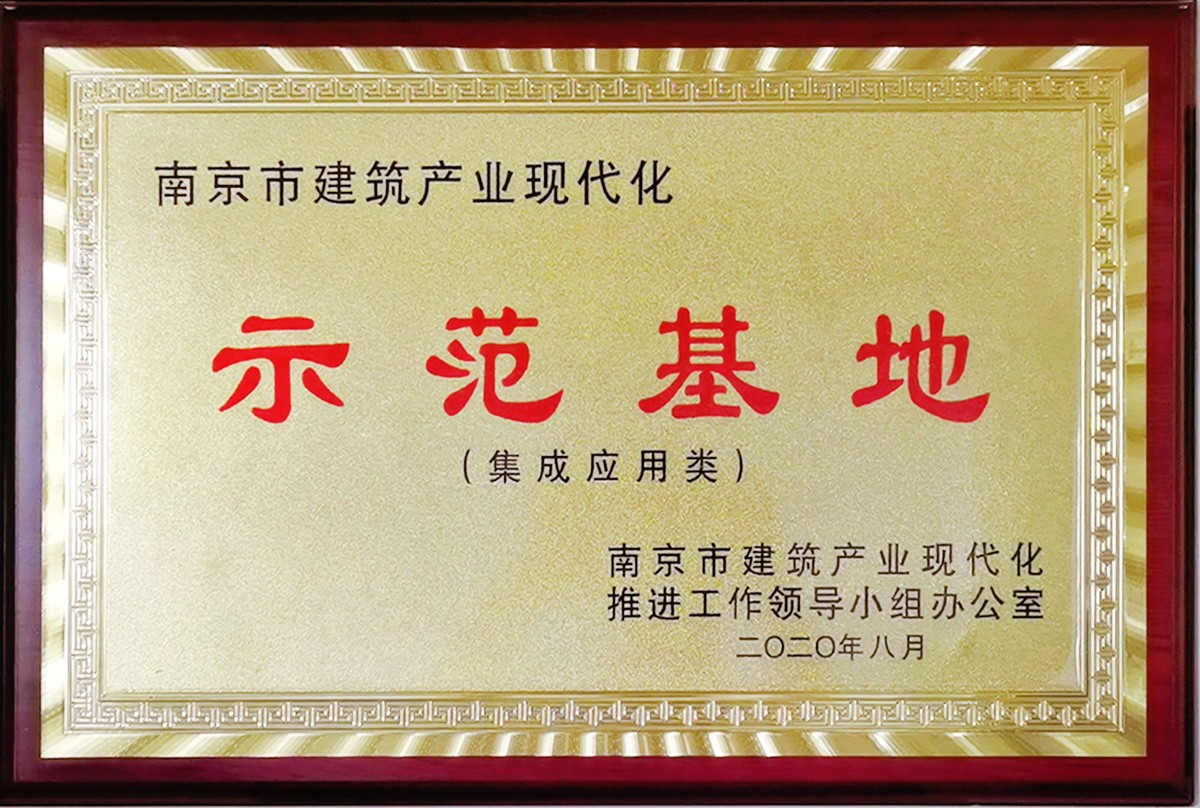 南京市建筑产业现代化
示范基地
（集成应用类）
南京市建筑产业现代化
推进工作领导小组办公室
二〇二〇年八月